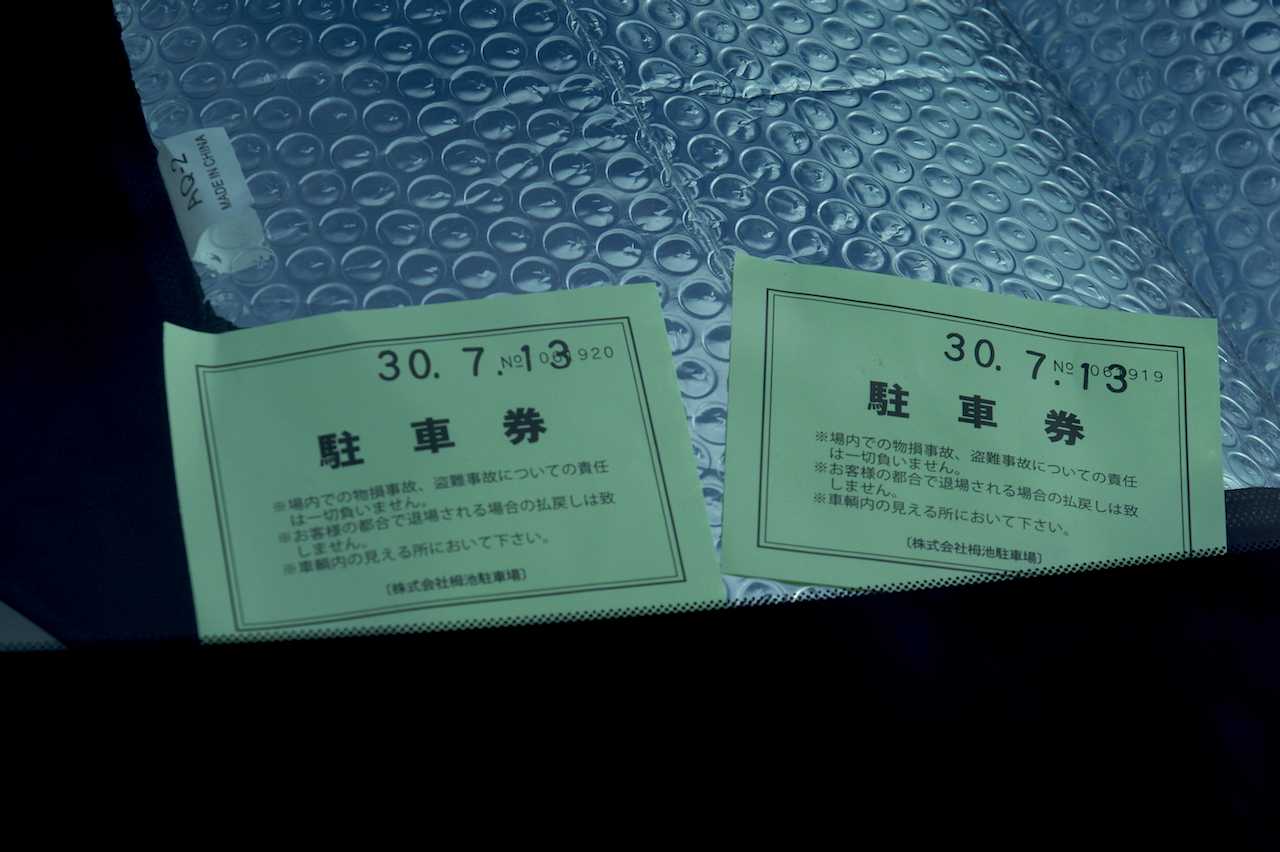 AQ-22
MADE IN CHINA
30. 7. 13
No 061920
駐車券
※場内での物損事故、盗難事故についての責任
は一切負いません。
※お客様の都合で退場される場合の払戻しは致
しません。
※車輌内の見える所において下さい。
〔株式会社栂池駐車場〕
30. 7. 13
No 061919
駐車券
※場内での物損事故、盗難事故についての責任
は一切負いません。
※お客様の都合で退場される場合の払戻しは致
しません。
※車輌内の見える所において下さい。
〔株式会社栂池駐車場〕